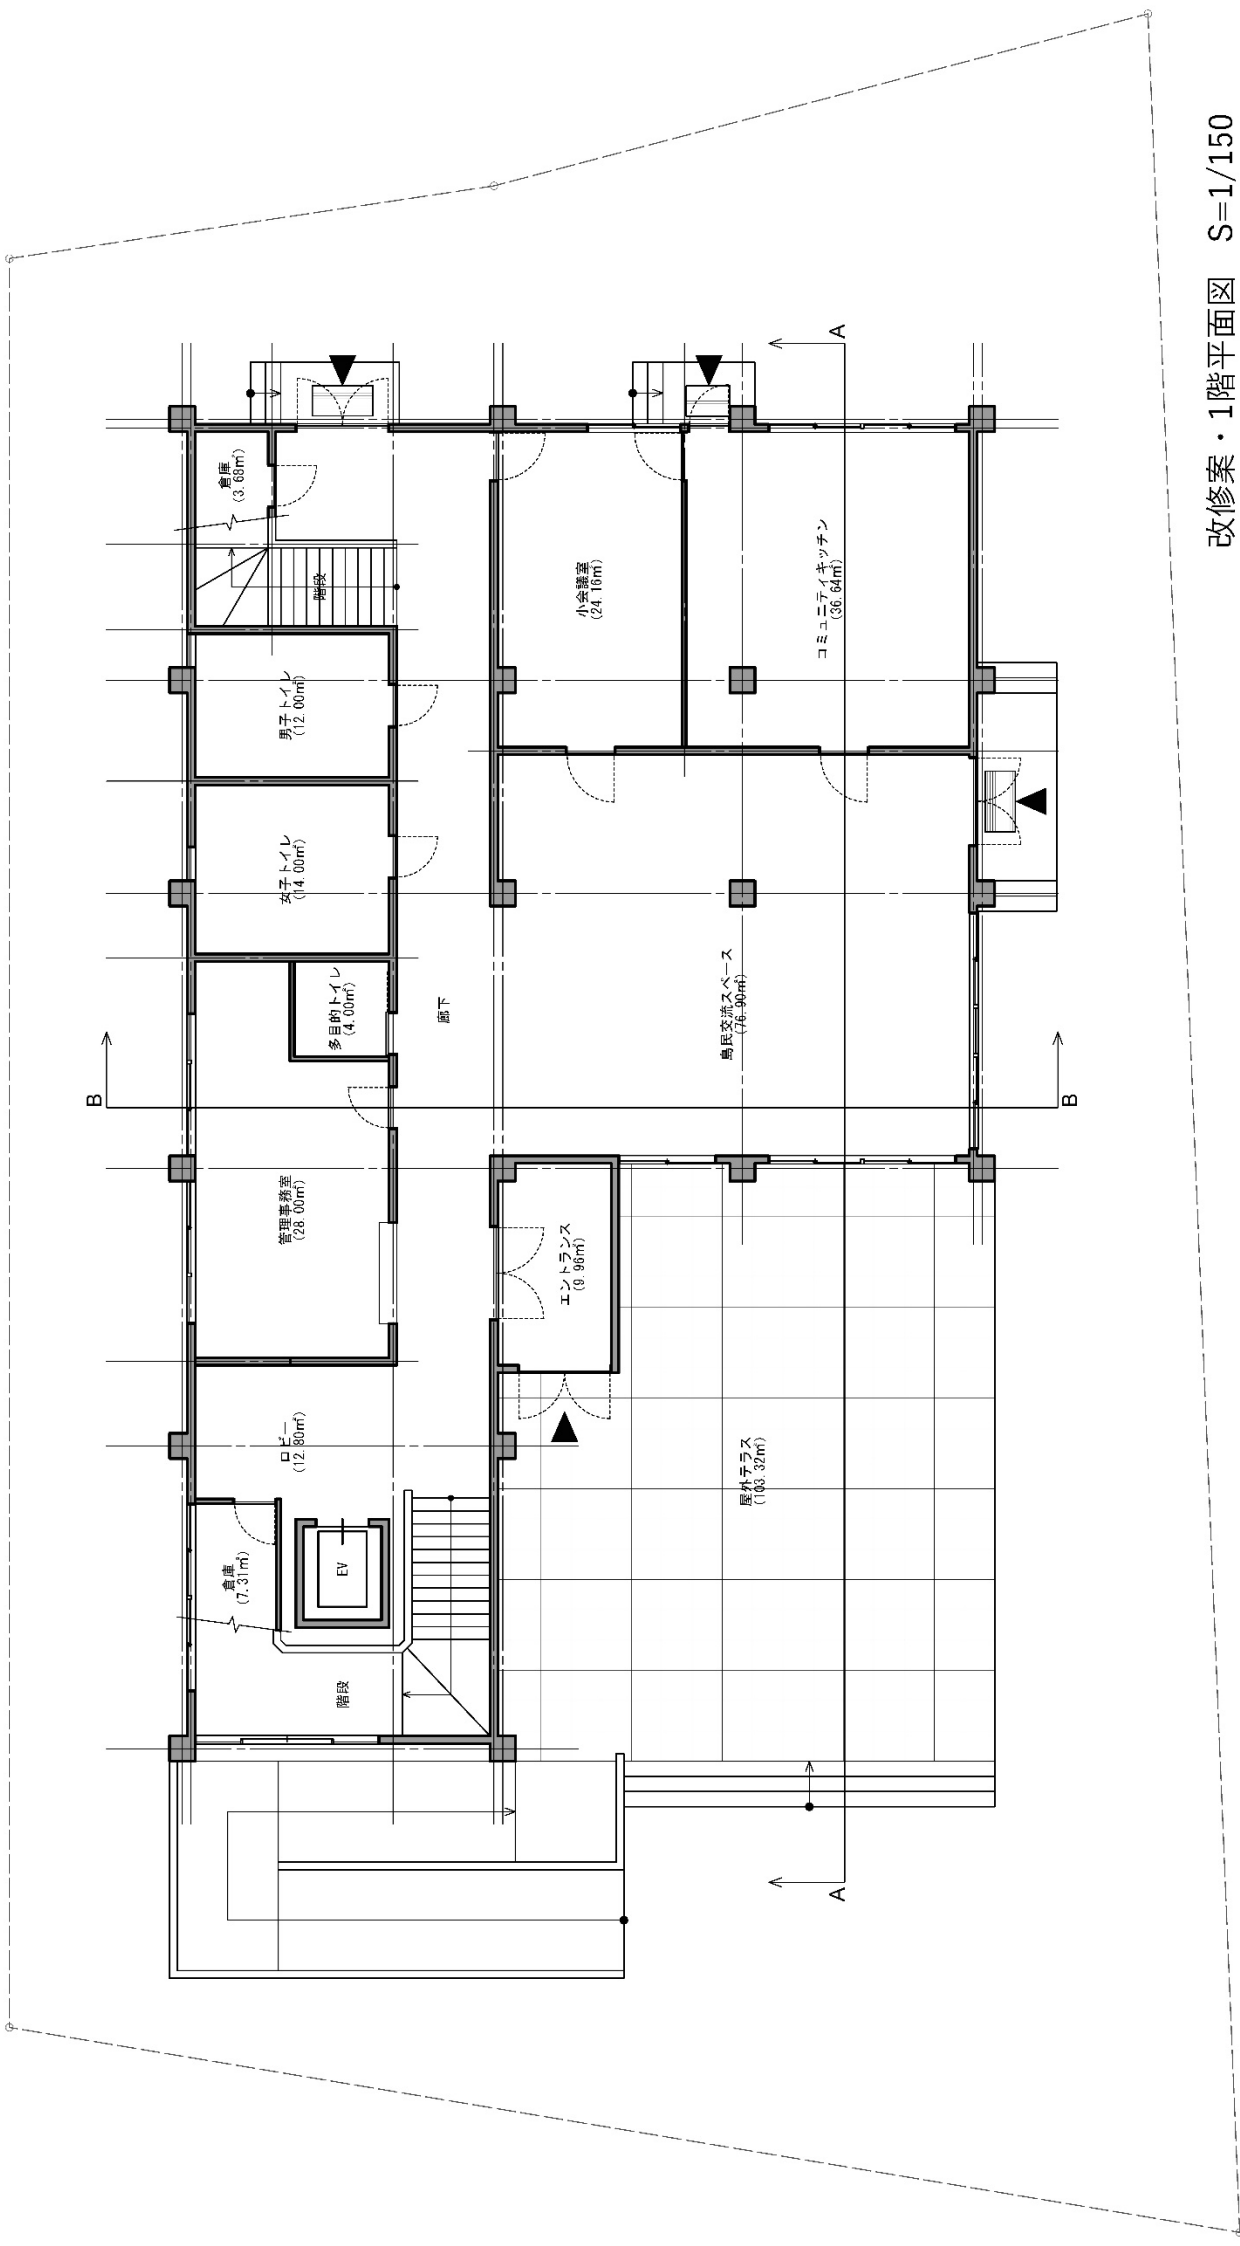 改修案・1階平面図　S=1/150
B
B
A
A
倉庫
(7.31㎡)
EV
階段
ロビー
(12.80㎡)
管理事務室
(28.00㎡)
多目的トイレ
(4.00㎡)
女子トイレ
(14.00㎡)
男子トイレ
(12.00㎡)
階段
倉庫
(3.68㎡)
廊下
エントランス
(9.96㎡)
小会議室
(24.16㎡)
島民交流スペース
(76.90㎡)
コミュニティキッチン
(36.64㎡)
屋外テラス
(103.32㎡)